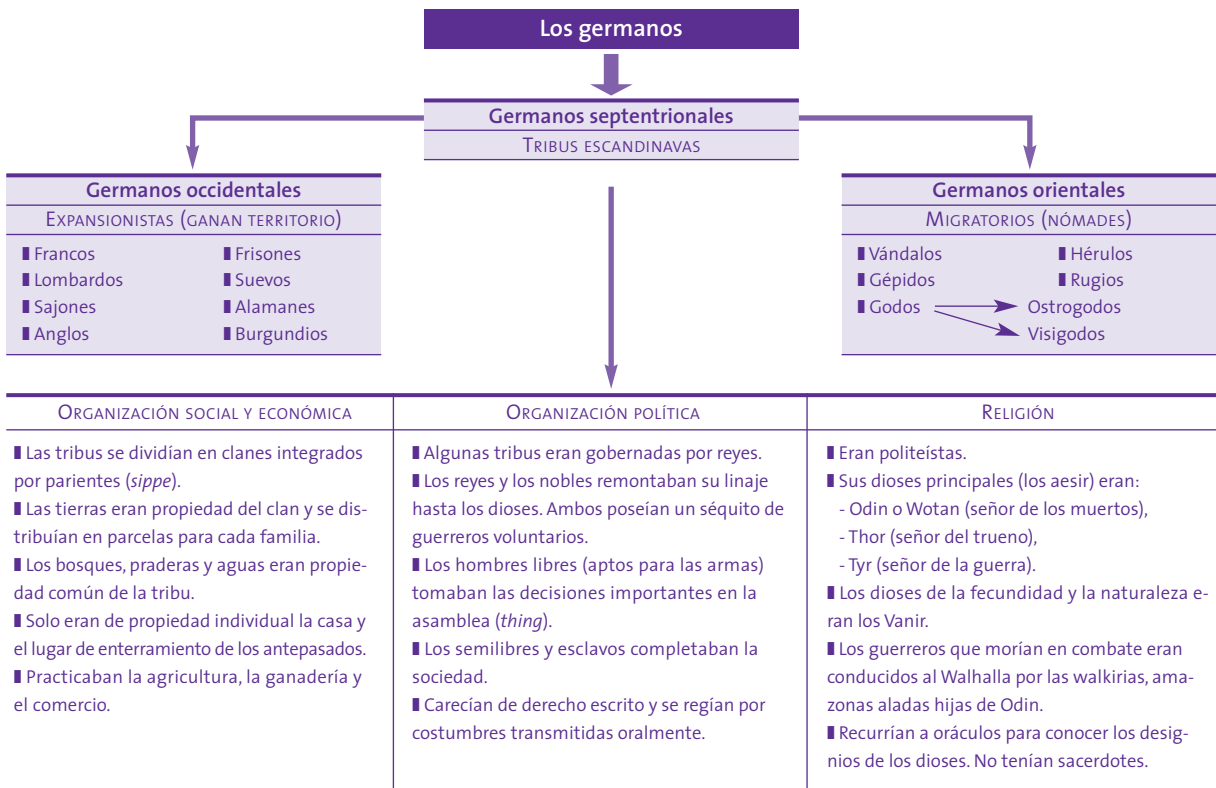 Los germanos
Germanos septentrionales
TRIBUS ESCANDINAVAS
Germanos occidentales
EXPANSIONISTAS (GANAN TERRITORIO)
Francos
Lombardos
Sajones
Anglos
Frisones
Suevos
Alamanes
Burgundios
Germanos orientales
MIGRATORIOS (NÓMADES)
Vándalos
Gépidos
Godos
Hérulos
Rugios
Ostrogodos
Visigodos
ORGANIZACIÓN SOCIAL Y ECONÓMICA
Las tribus se dividían en clanes integrados
por parientes (sippe).
Las tierras eran propiedad del clan y se dis-
tribuían en parcelas para cada familia.
Los bosques, praderas y aguas eran propie-
dad común de la tribu.
Solo eran de propiedad individual la casa y
el lugar de enterramiento de los antepasados.
Practicaban la agricultura, la ganadería y
el comercio.
ORGANIZACIÓN POLÍTICA
Algunas tribus eran gobernadas por reyes.
Los reyes y los nobles remontaban su linaje
hasta los dioses. Ambos poseían un séquito de
guerreros voluntarios.
Los hombres libres (aptos para las armas)
tomaban las decisiones importantes en la
asamblea (thing).
Los semilibres y esclavos completaban la
sociedad.
Carecían de derecho escrito y se regían por
costumbres transmitidas oralmente.
RELIGIÓN
Eran politeístas.
Sus dioses principales (los aesir) eran:
- Odin o Wotan (señor de los muertos),
- Thor (señor del trueno),
- Tyr (señor de la guerra).
Los dioses de la fecundidad y la naturaleza e-
ran los Vanir.
Los guerreros que morían en combate eran
conducidos al Walhalla por las walkirias, ama-
zonas aladas hijas de Odin.
Recurrían a oráculos para conocer los desig-
nios de los dioses. No tenían sacerdotes.